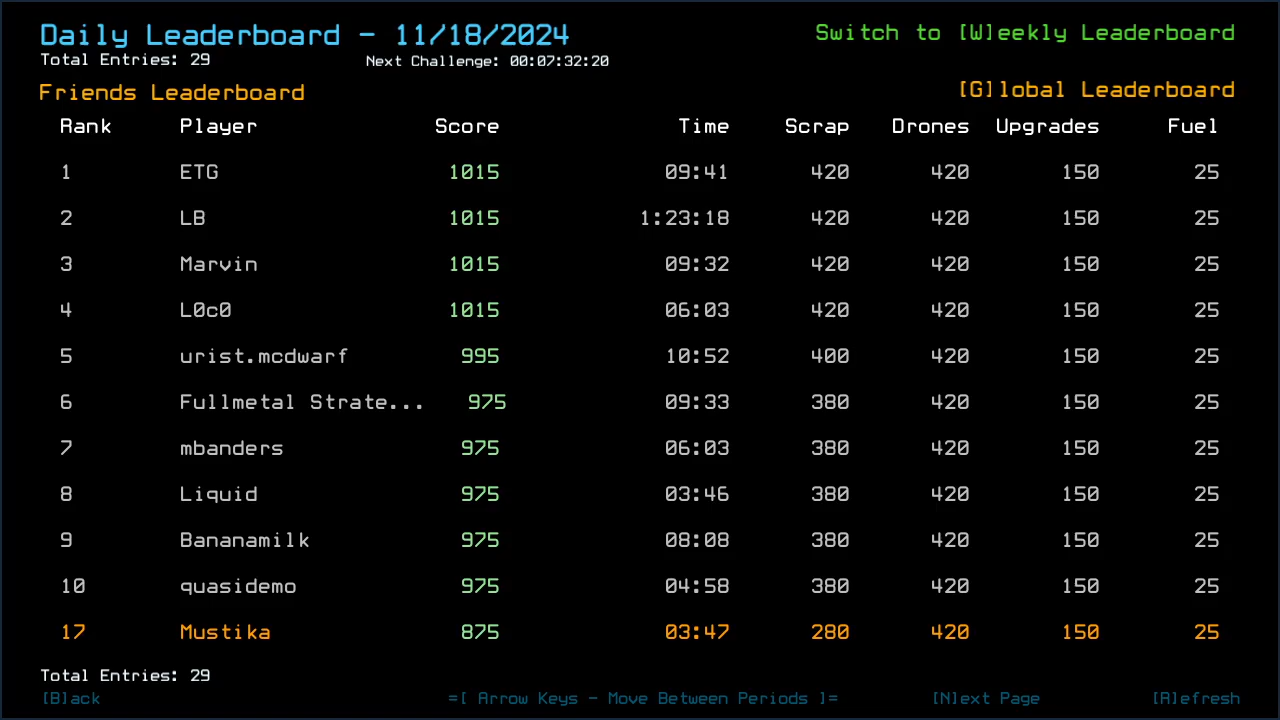 Daily Leaderboard - 11/18/2024 Switch to [W]eekly Leaderboard
Total Entries: 29 Next Challenge: 00:07:32:20
Friends Leaderboard [G]lobal Leaderboard
Rank Player Score Time Scrap Drones Upgrades Fuel
1 ETG 1015 09:41 420 420 150 25
2 LB 1015 1:23:18 420 420 150 25
3 Marvin 1015 09:32 420 420 150 25
4 L0c0 1015 06:03 420 420 150 25
5 urist.mcdwarf 995 10:52 400 420 150 25
6 Fullmetal Strate... 975 09:33 380 420 150 25
7 mbanders 975 06:03 380 420 150 25
8 Liquid 975 03:46 380 420 150 25
9 Bananamilk 975 08:08 380 420 150 25
10 quasidemo 975 04:58 380 420 150 25
17 Mustika 875 03:47 280 420 150 25
Total Entries: 29
[B]ack =[ Arrow Keys - Move Between Periods ]= [N]ext Page [R]efresh